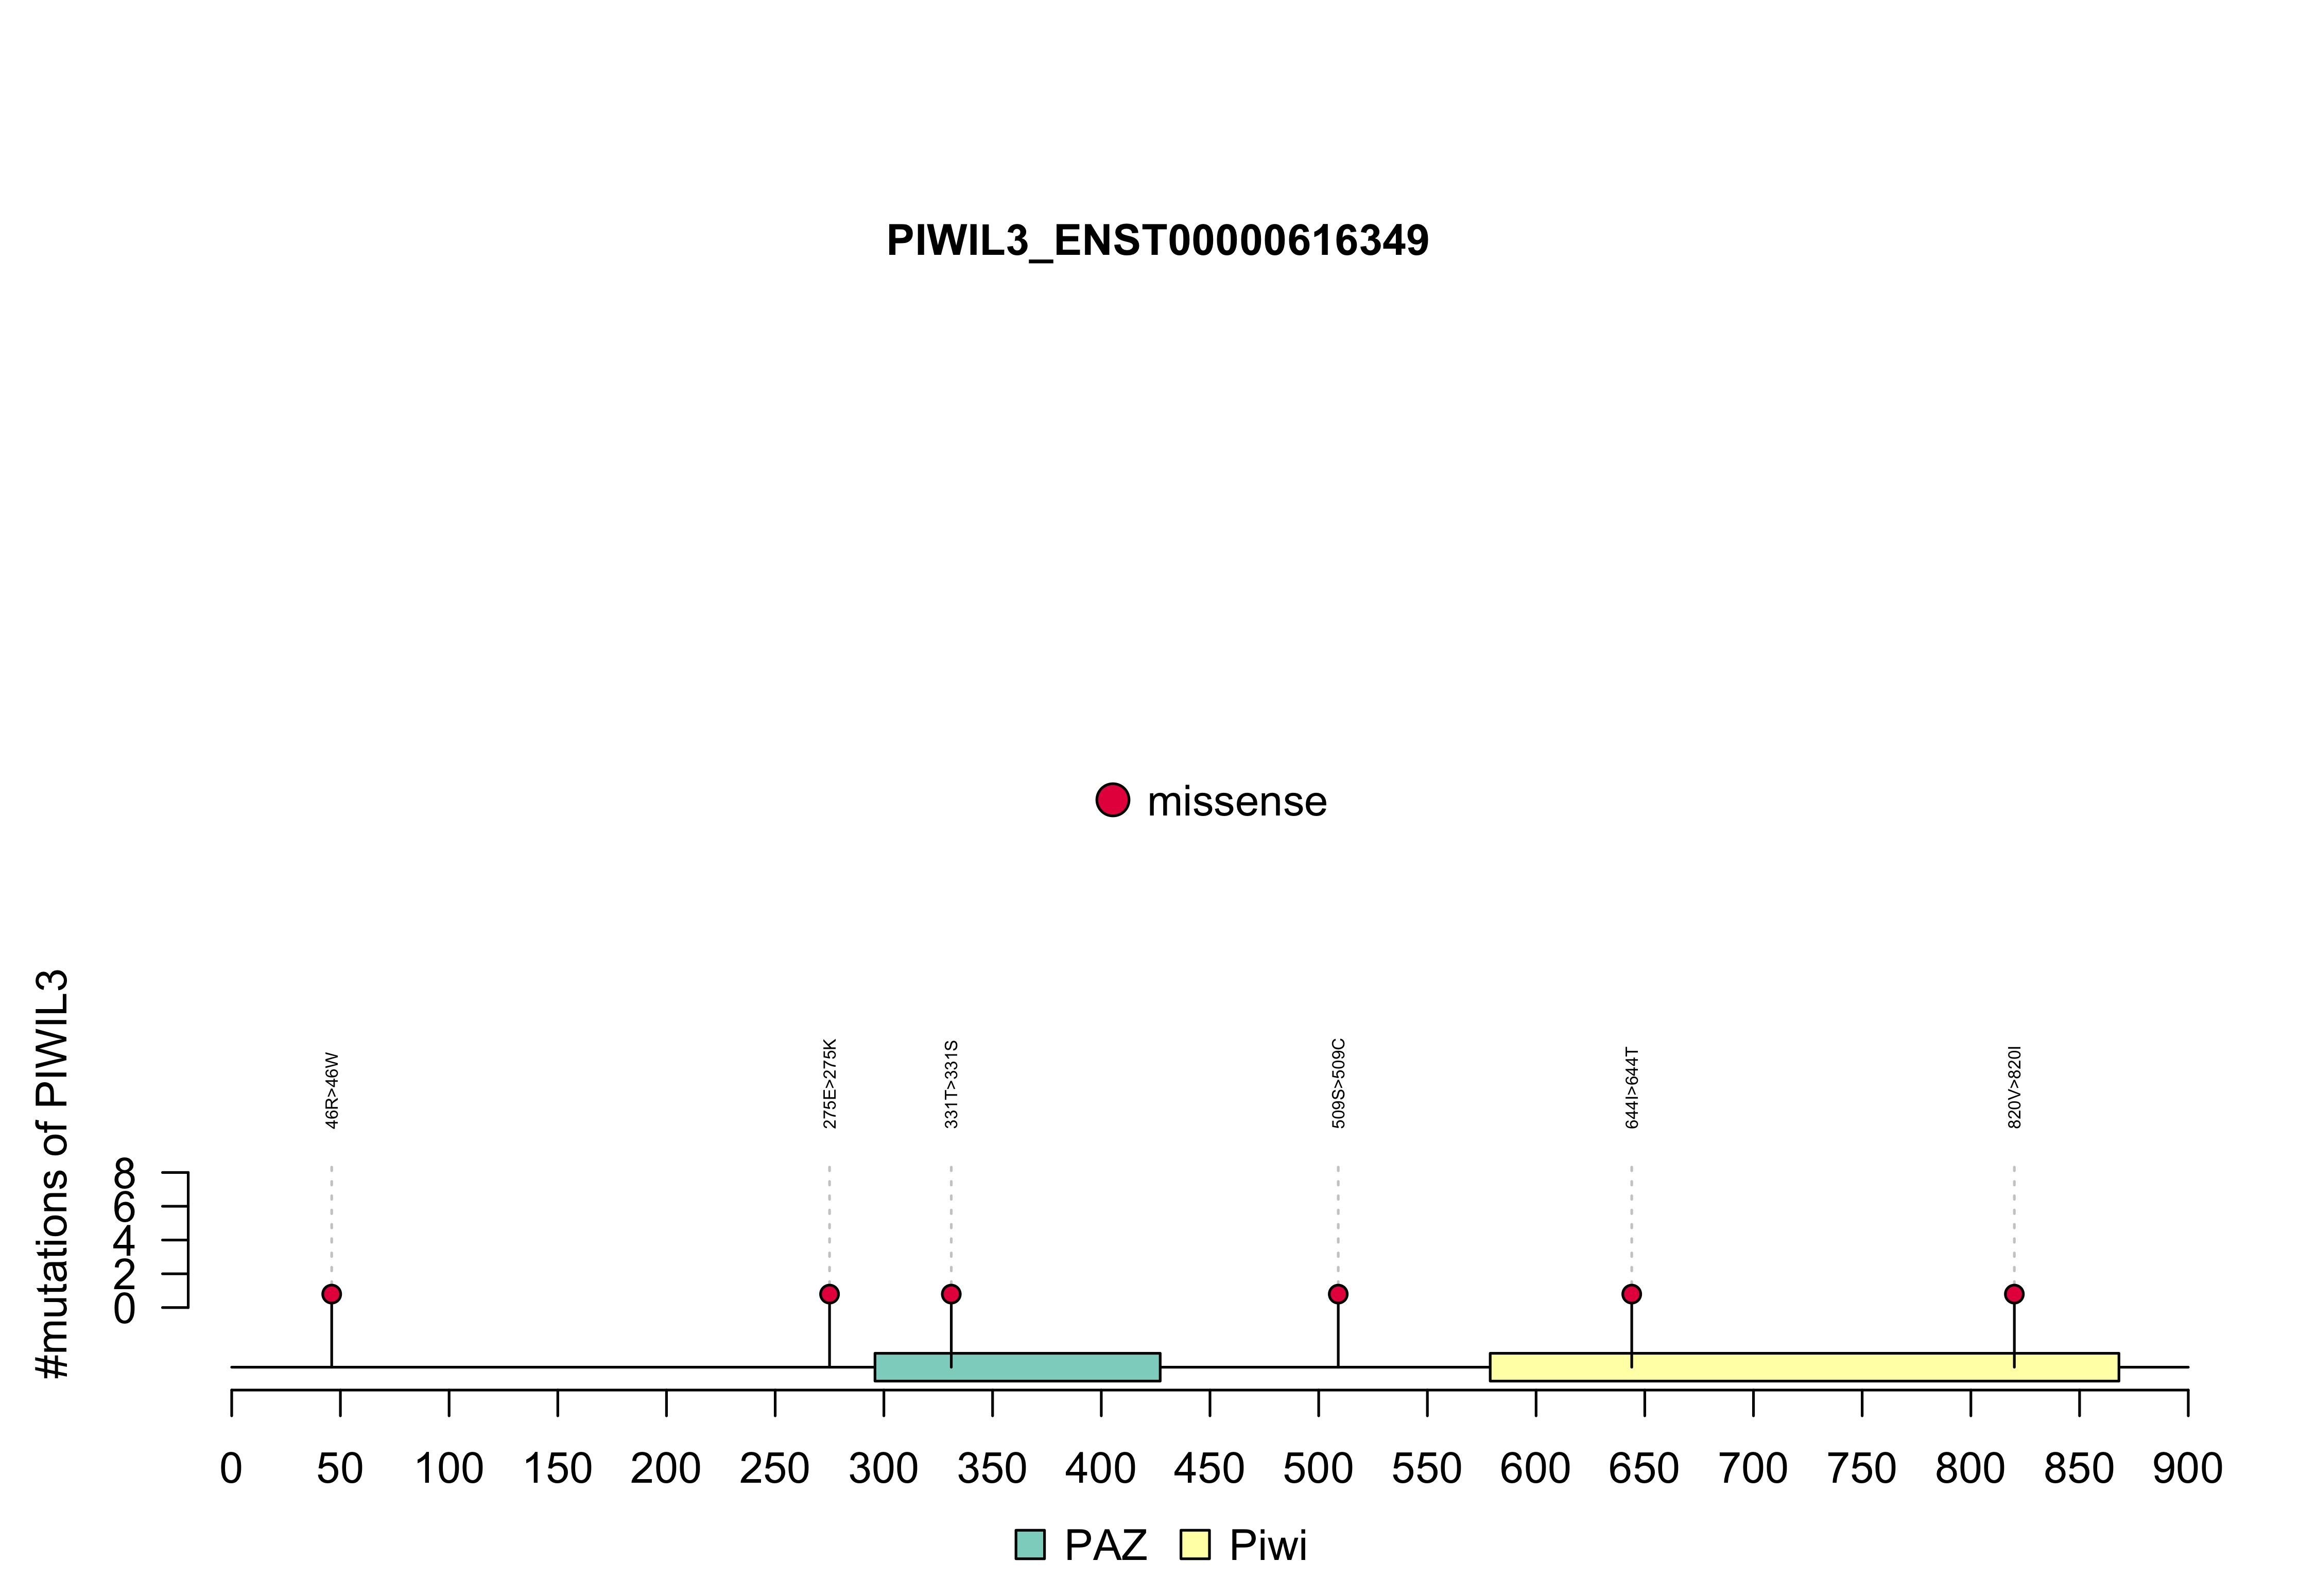 PIWIL3_ENST00000616349
missense
#mutations of PIWIL3
46R>46W
275E>275K
331T>331S
509S>509C
644I>644T
820V>820I
8
6
4
2
0
0 50 100 150 200 250 300 350 400 450 500 550 600 650 700 750 800 850 900
PAZ Piwi